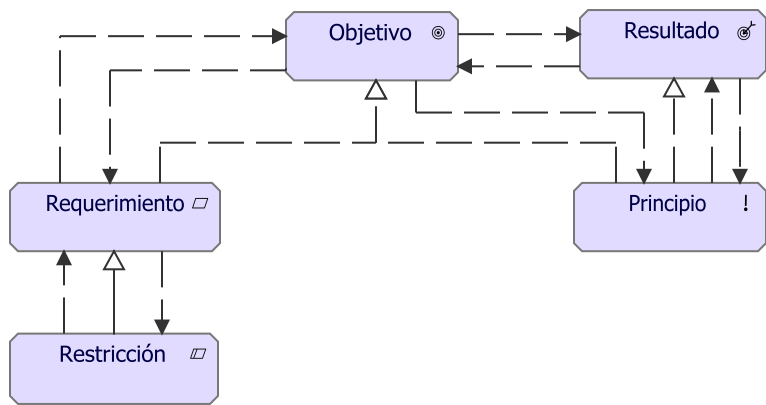 Objetivo
Resultado
Requerimiento
Principio
Restricción